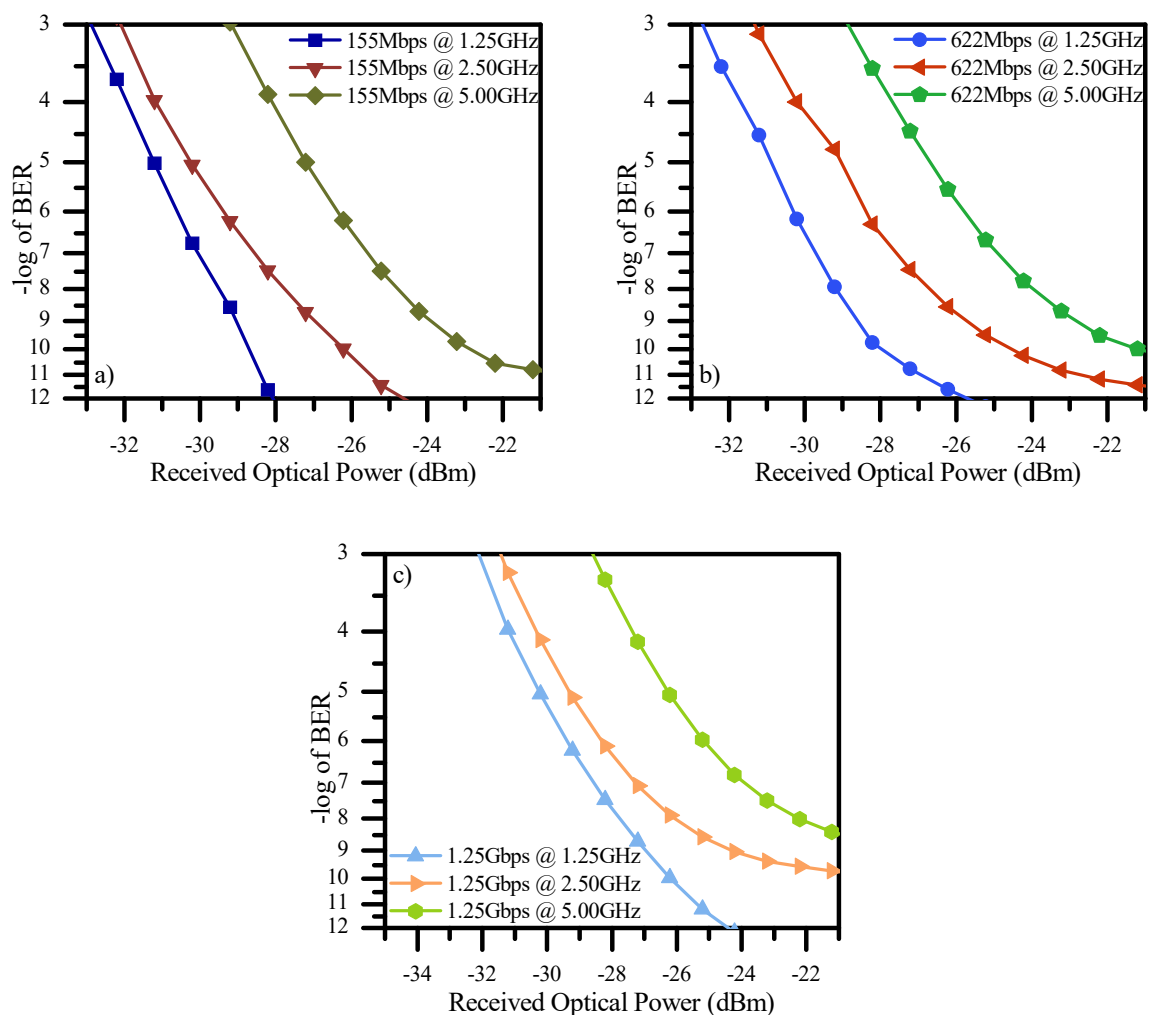 3
4
5
6
7
8
9
10
11
12
-log of BER
155Mbps @ 1.25GHz
155Mbps @ 2.50GHz
155Mbps @ 5.00GHz
a)
-32 -30 -28 -26 -24 -22
Received Optical Power (dBm)
3
4
5
6
7
8
9
10
11
12
-log of BER
622Mbps @ 1.25GHz
622Mbps @ 2.50GHz
622Mbps @ 5.00GHz
b)
-32 -30 -28 -26 -24 -22
Received Optical Power (dBm)
3
4
5
6
7
8
9
10
11
12
-log of BER
c)
1.25Gbps @ 1.25GHz
1.25Gbps @ 2.50GHz
1.25Gbps @ 5.00GHz
-34 -32 -30 -28 -26 -24 -22
Received Optical Power (dBm)